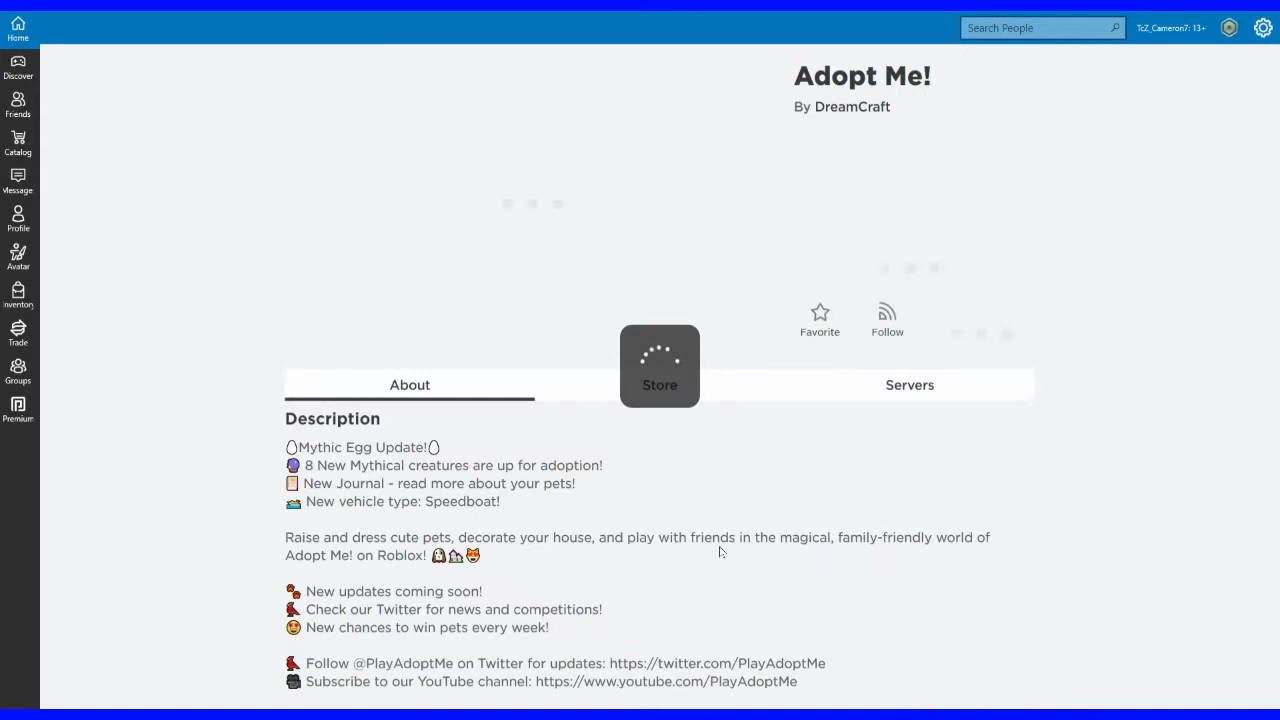 Home
Search People
TcZ_Cameron7: 13+
Discover
Friends
Catalog
Message
Profile
Avatar
Inventory
Trade
Groups
Premium
Adopt Me!
By DreamCraft
Favorite
Follow
About
Store
Servers
Description
Mythic Egg Update!
8 New Mythical creatures are up for adoption!
New Journal - read more about your pets!
New vehicle type: Speedboat!
Raise and dress cute pets, decorate your house, and play with friends in the magical, family-friendly world of
Adopt Me! on Roblox!
New updates coming soon!
Check our Twitter for news and competitions!
New chances to win pets every week!
Follow @PlayAdoptMe on Twitter for updates: https://twitter.com/PlayAdoptMe
Subscribe to our YouTube channel: https://www.youtube.com/PlayAdoptMe